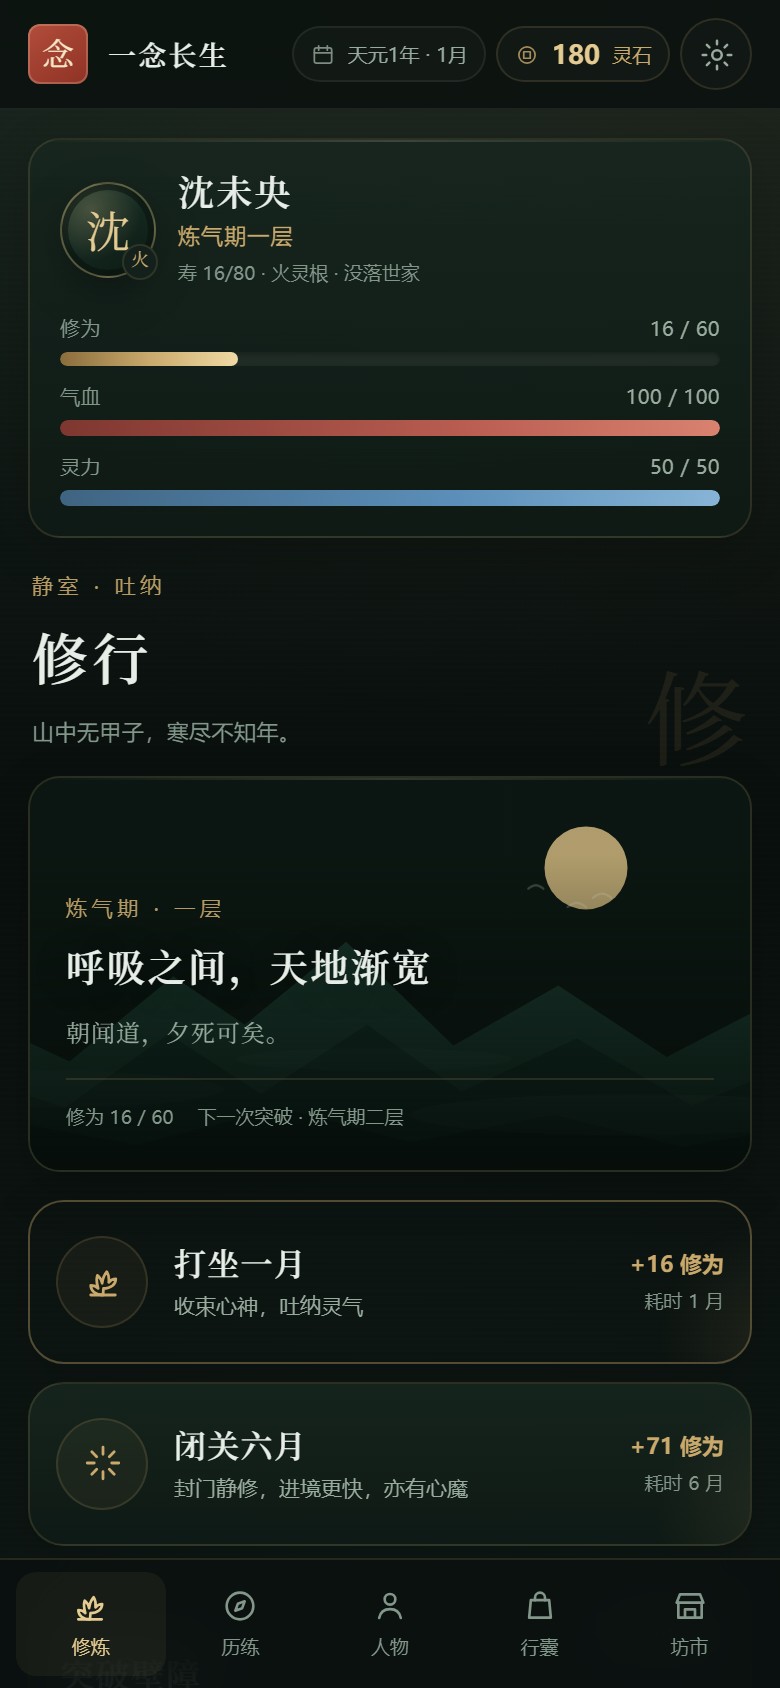 念 一念长生 天元1年 · 1月 180 灵石
沈 火
沈未央
炼气期一层
寿 16/80 · 火灵根 · 没落世家
修为 16 / 60
气血 100 / 100
灵力 50 / 50
静室 · 吐纳
修行
修
山中无甲子，寒尽不知年。
炼气期 · 一层
呼吸之间，天地渐宽
朝闻道，夕死可矣。
修为 16 / 60 下一次突破 · 炼气期二层
打坐一月
收束心神，吐纳灵气
+16 修为
耗时 1 月
闭关六月
封门静修，进境更快，亦有心魔
+71 修为
耗时 6 月
修炼 历练 人物 行囊 坊市
突破壁障